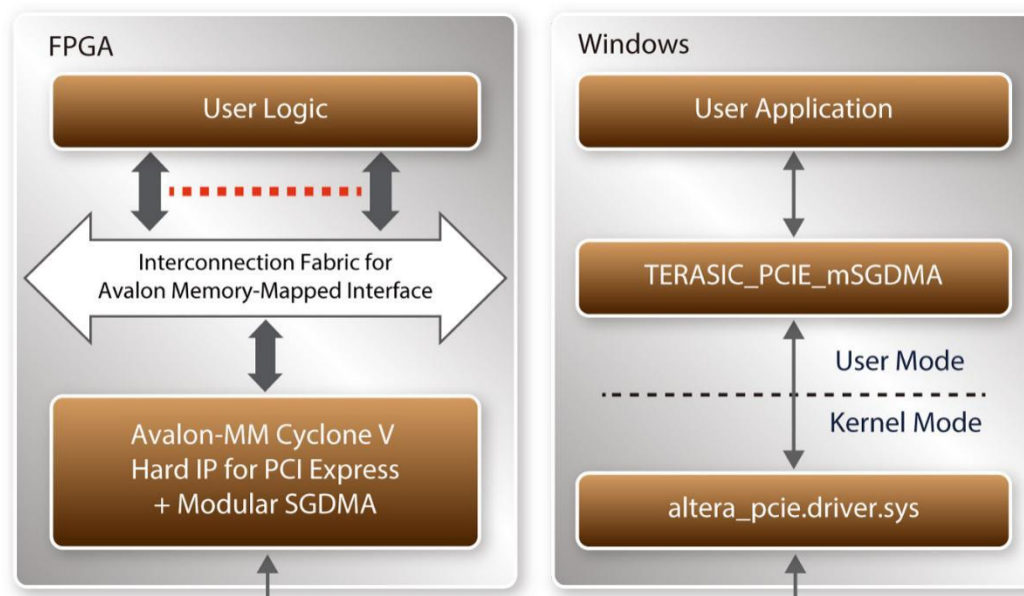 FPGA
User Logic
Interconnection Fabric for
Avalon Memory-Mapped Interface
Avalon-MM Cyclone V
Hard IP for PCI Express
+ Modular SGDMA
Windows
User Application
TERASIC_PCIE_mSGDMA
User Mode
Kernel Mode
altera_pcie.driver.sys